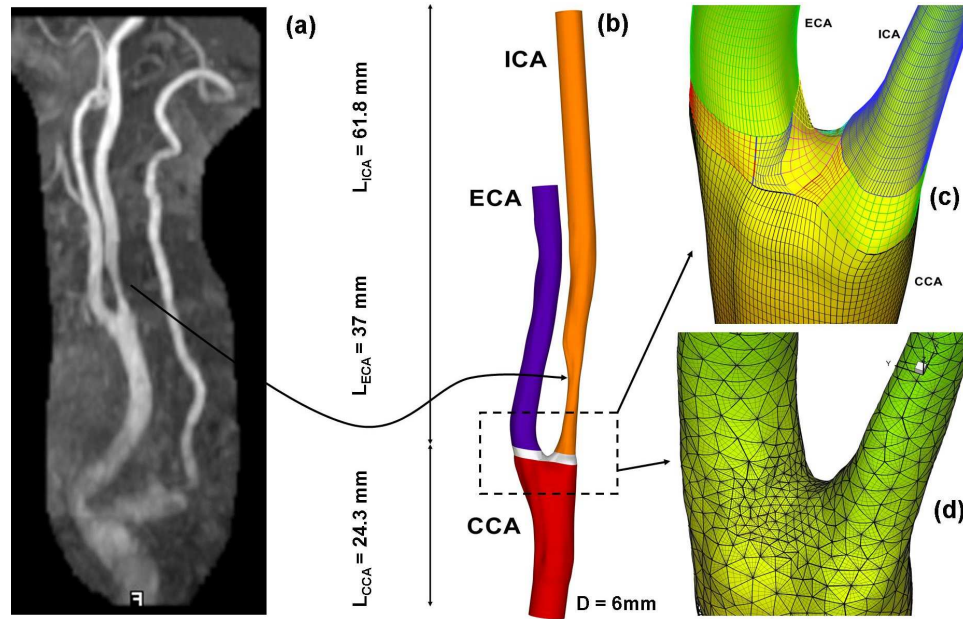 (a)
F
L_ICA = 61.8 mm
L_ECA = 37 mm
L_CCA = 24.3 mm
(b)
ICA
ECA
CCA
D = 6mm
ECA
ICA
(c)
CCA
Y
(d)